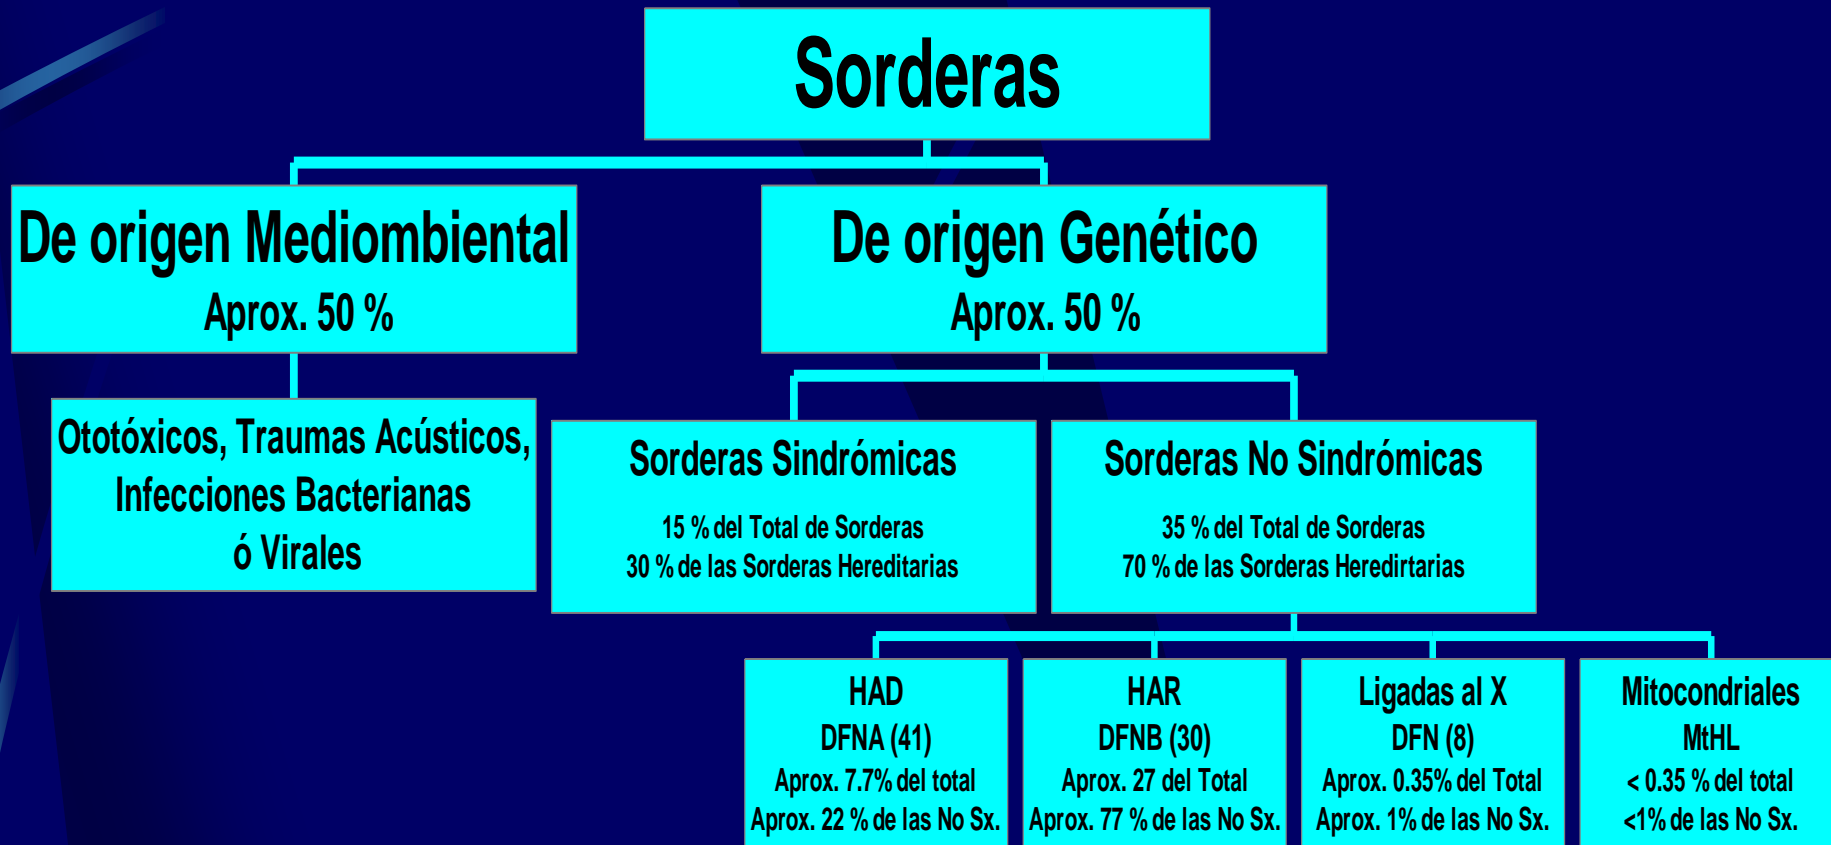 Sorderas
De origen Mediombiental
Aprox. 50 %
De origen Genético
Aprox. 50 %
Ototóxicos, Traumas Acústicos,
Infecciones Bacterianas
ó Virales
Sorderas Sindrómicas
15 % del Total de Sorderas
30 % de las Sorderas Hereditarias
Sorderas No Sindrómicas
35 % del Total de Sorderas
70 % de las Sorderas Heredirtarias
HAD
DFNA (41)
Aprox. 7.7% del total
Aprox. 22 % de las No Sx.
HAR
DFNB (30)
Aprox. 27 del Total
Aprox. 77 % de las No Sx.
Ligadas al X
DFN (8)
Aprox. 0.35% del Total
Aprox. 1% de las No Sx.
Mitocondriales
MtHL
< 0.35 % del total
<1% de las No Sx.